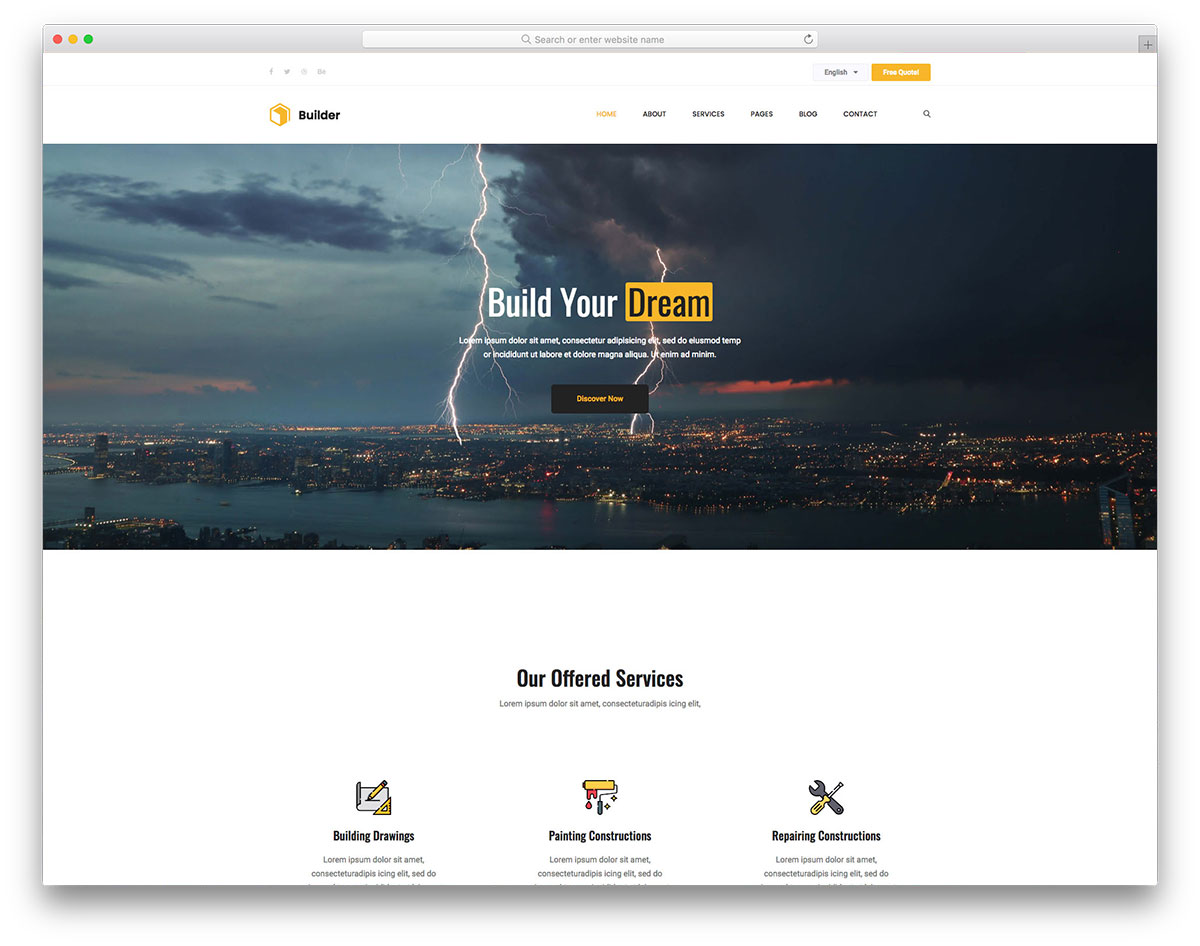 Search or enter website name
English
Free Quote!
Builder
HOME ABOUT SERVICES PAGES BLOG CONTACT
Build Your Dream
Lorem ipsum dolor sit amet, consectetur adipisicing elit, sed do eiusmod temp
or incididunt ut labore et dolore magna aliqua. Ut enim ad minim.
Discover Now
Our Offered Services
Lorem ipsum dolor sit amet, consecteturadipis icing elit,
Building Drawings
Lorem ipsum dolor sit amet,
consecteturadipis icing elit, sed do
Painting Constructions
Lorem ipsum dolor sit amet,
consecteturadipis icing elit, sed do
Repairing Constructions
Lorem ipsum dolor sit amet,
consecteturadipis icing elit, sed do